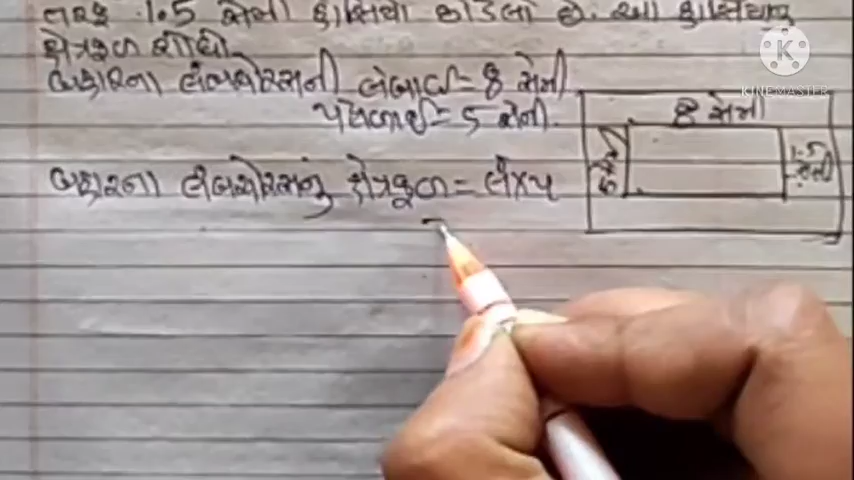 તરફ 1.5 સેમી હાંસિયો છોડેલો છે. આ હાંસિયાનુ
ક્ષેત્રફળ શોધો.
બહારના લંબચોરસની લંબાઈ = 8 સેમી
પહોળાઈ = 5 સેમી.
8 સેમી
1.5
સેમી
બહારના લંબચોરસનું ક્ષેત્રફળ = લં×પ
K
KINEMASTER